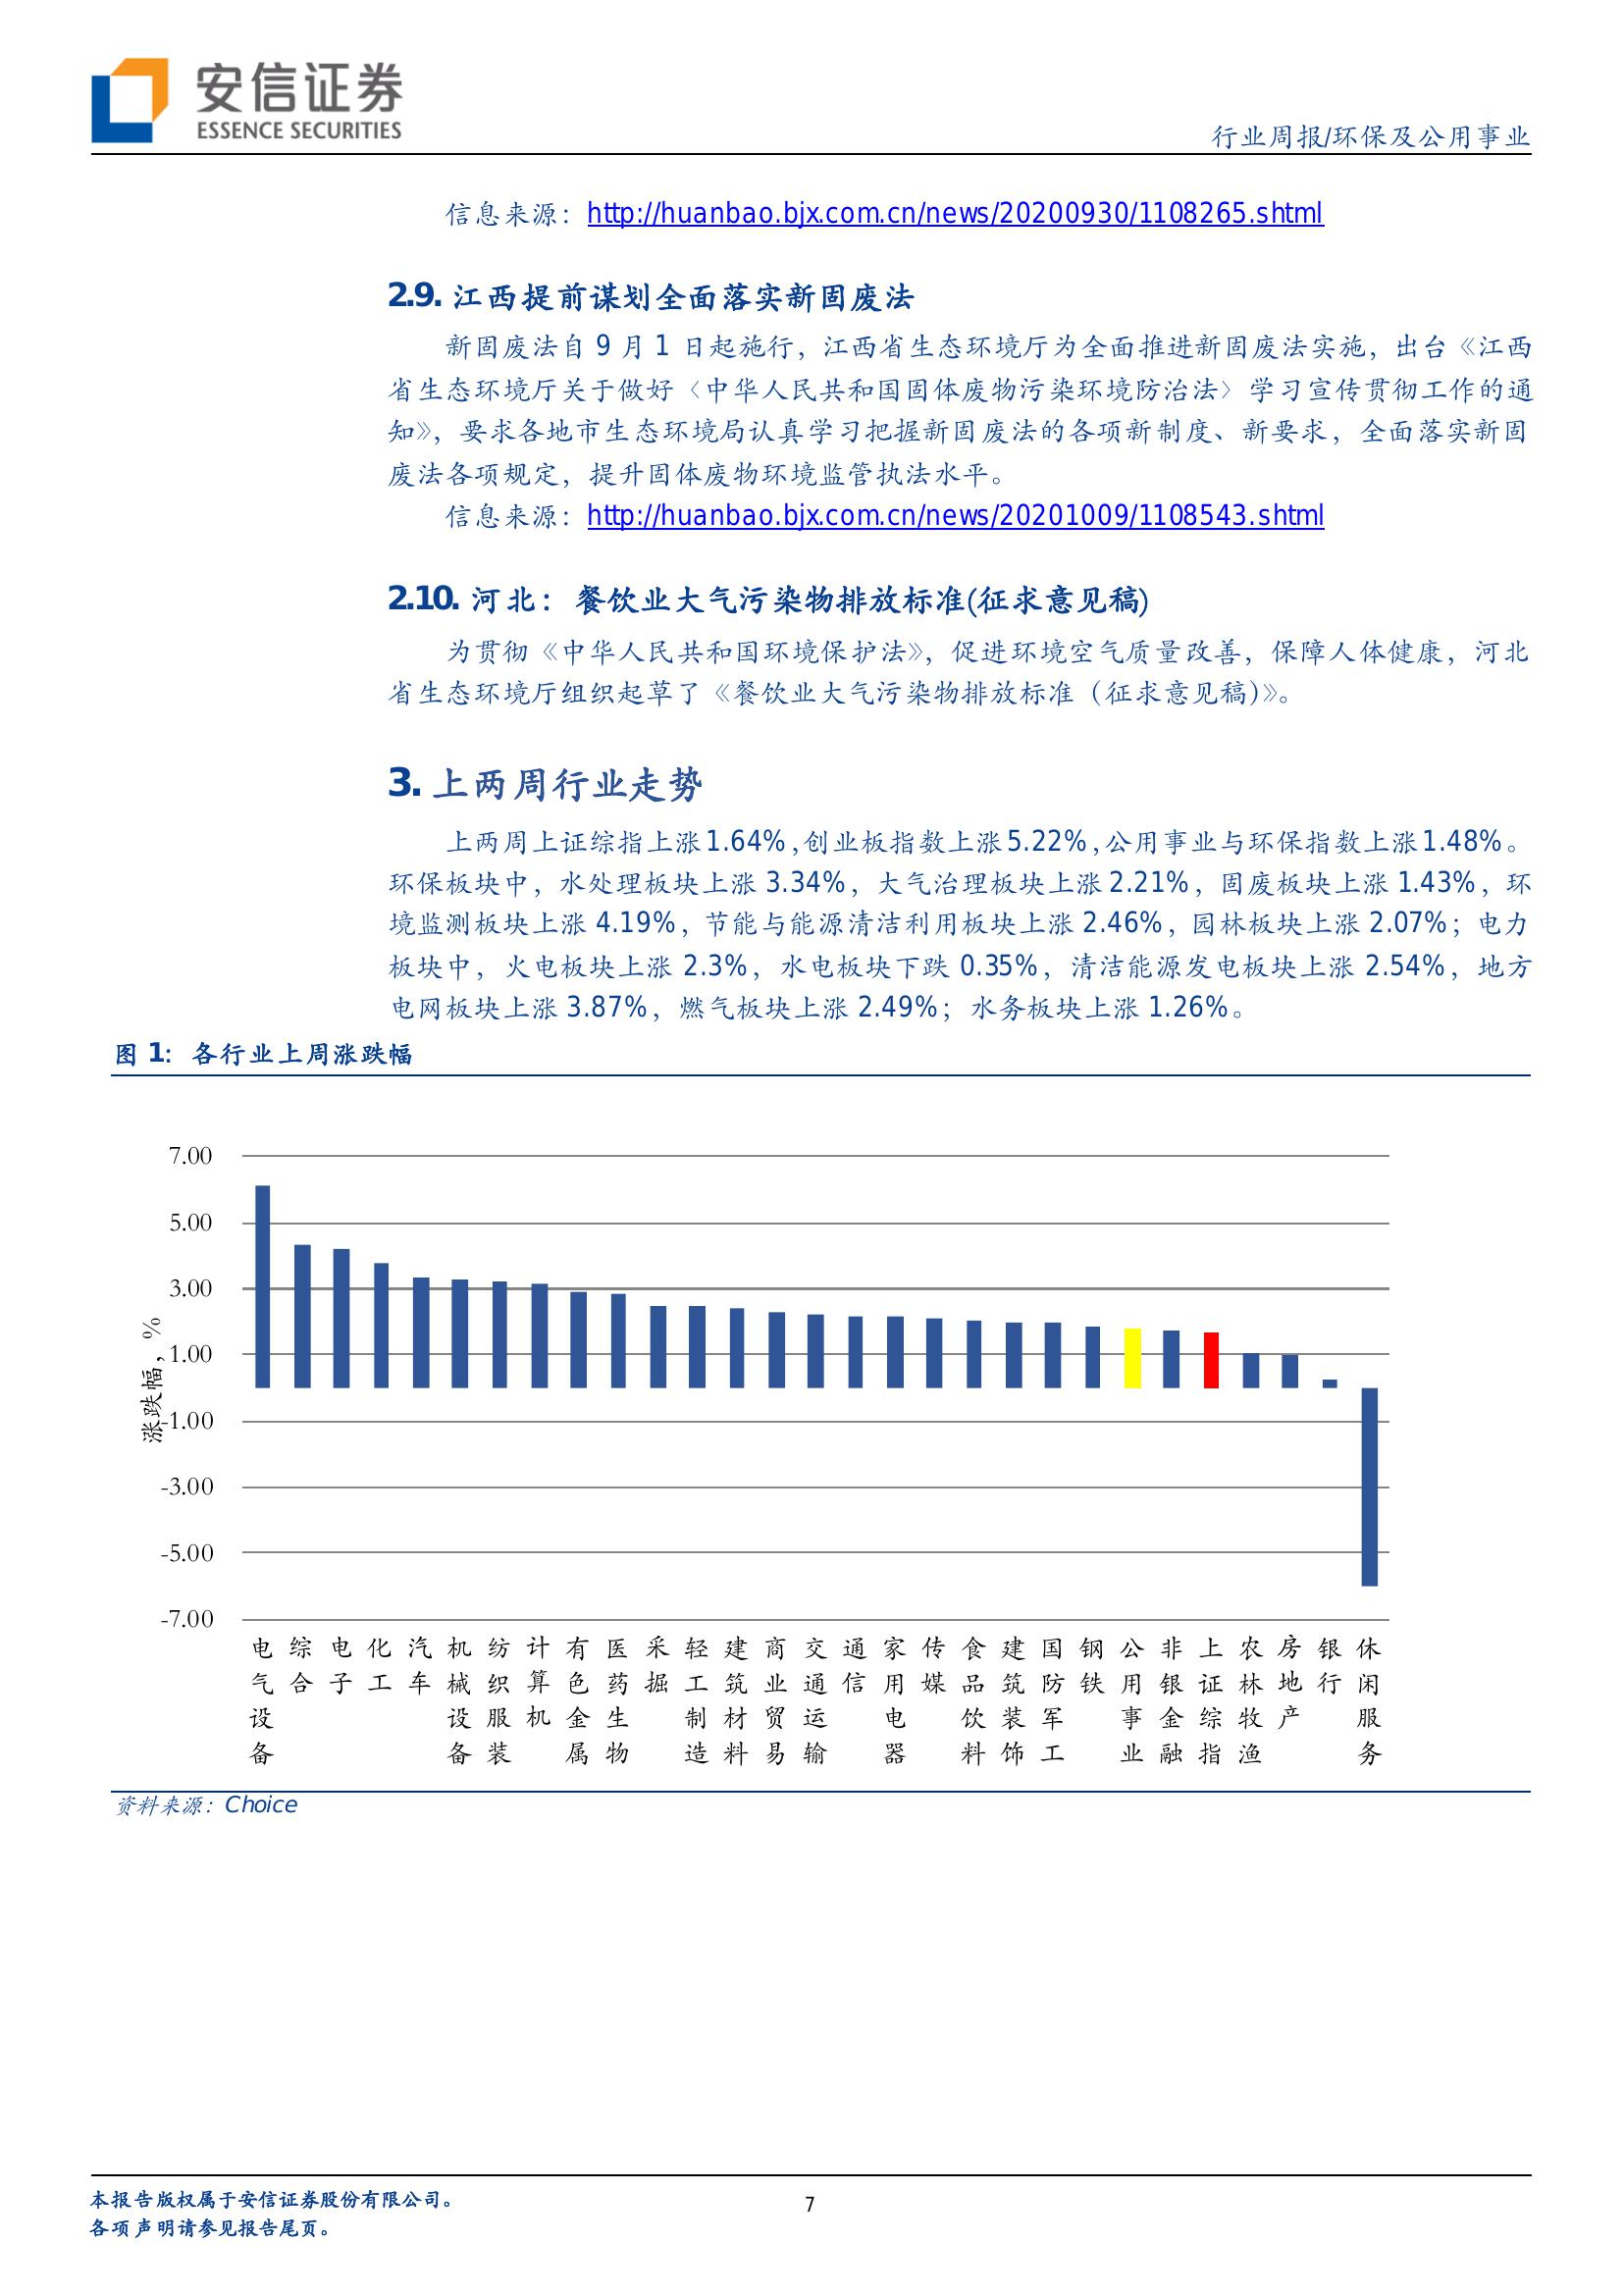 安信证券
ESSENCE SECURITIES
行业周报/环保及公用事业
信息来源：http://huanbao.bjx.com.cn/news/20200930/1108265.shtml
2.9. 江西提前谋划全面落实新固废法
新固废法自 9 月 1 日起施行，江西省生态环境厅为全面推进新固废法实施，出台《江西
省生态环境厅关于做好〈中华人民共和国固体废物污染环境防治法〉学习宣传贯彻工作的通
知》，要求各地市生态环境局认真学习把握新固废法的各项新制度、新要求，全面落实新固
废法各项规定，提升固体废物环境监管执法水平。
信息来源：http://huanbao.bjx.com.cn/news/20201009/1108543.shtml
2.10. 河北：餐饮业大气污染物排放标准(征求意见稿)
为贯彻《中华人民共和国环境保护法》，促进环境空气质量改善，保障人体健康，河北
省生态环境厅组织起草了《餐饮业大气污染物排放标准（征求意见稿）》。
3. 上两周行业走势
上两周上证综指上涨1.64%,创业板指数上涨5.22%,公用事业与环保指数上涨1.48%。
环保板块中，水处理板块上涨 3.34%，大气治理板块上涨 2.21%，固废板块上涨 1.43%，环
境监测板块上涨 4.19%，节能与能源清洁利用板块上涨 2.46%，园林板块上涨 2.07%；电力
板块中，火电板块上涨 2.3%，水电板块下跌 0.35%，清洁能源发电板块上涨 2.54%，地方
电网板块上涨 3.87%，燃气板块上涨 2.49%；水务板块上涨 1.26%。
图 1：各行业上周涨跌幅
涨跌幅，%
7.00
5.00
3.00
1.00
-1.00
-3.00
-5.00
-7.00
电气设备
综合
电子
化工
汽车
机械设备
纺织服装
计算机
有色金属
医药生物
采掘
轻工制造
建筑材料
商业贸易
交通运输
通信
家用电器
传媒
食品饮料
建筑装饰
国防军工
钢铁
公用事业
非银金融
上证综指
农林牧渔
房地产
银行
休闲服务
资料来源：Choice
本报告版权属于安信证券股份有限公司。
各项声明请参见报告尾页。
7